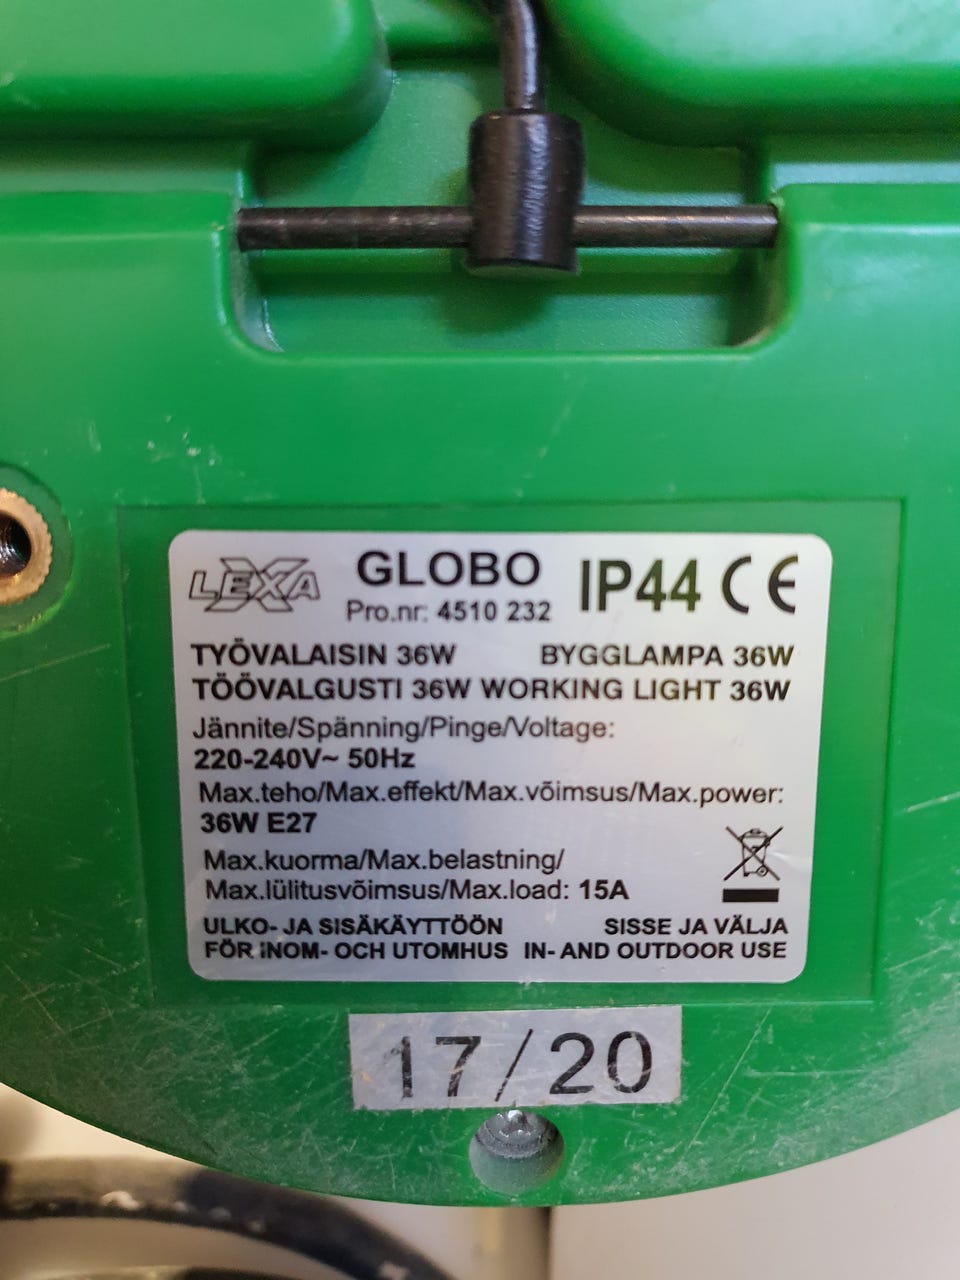 LEXA GLOBO IP44 CE
Pro.nr: 4510 232
TYÖVALAISIN 36W BYGGLAMPA 36W
TÖÖVALGUSTI 36W WORKING LIGHT 36W
Jännite/Spänning/Pinge/Voltage:
220-240V~ 50Hz
Max.teho/Max.effekt/Max.võimsus/Max.power:
36W E27
Max.kuorma/Max.belastning/
Max.lülitusvõimsus/Max.load: 15A
ULKO- JA SISÄKÄYTTÖÖN SISSE JA VÄLJA
FÖR INOM- OCH UTOMHUS IN- AND OUTDOOR USE
17/20